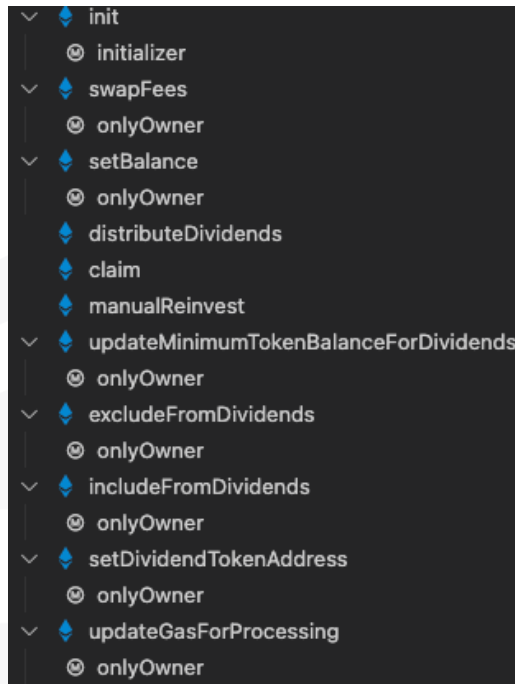 init
initializer
swapFees
onlyOwner
setBalance
onlyOwner
distributeDividends
claim
manualReinvest
updateMinimumTokenBalanceForDividends
onlyOwner
excludeFromDividends
onlyOwner
includeFromDividends
onlyOwner
setDividendTokenAddress
onlyOwner
updateGasForProcessing
onlyOwner